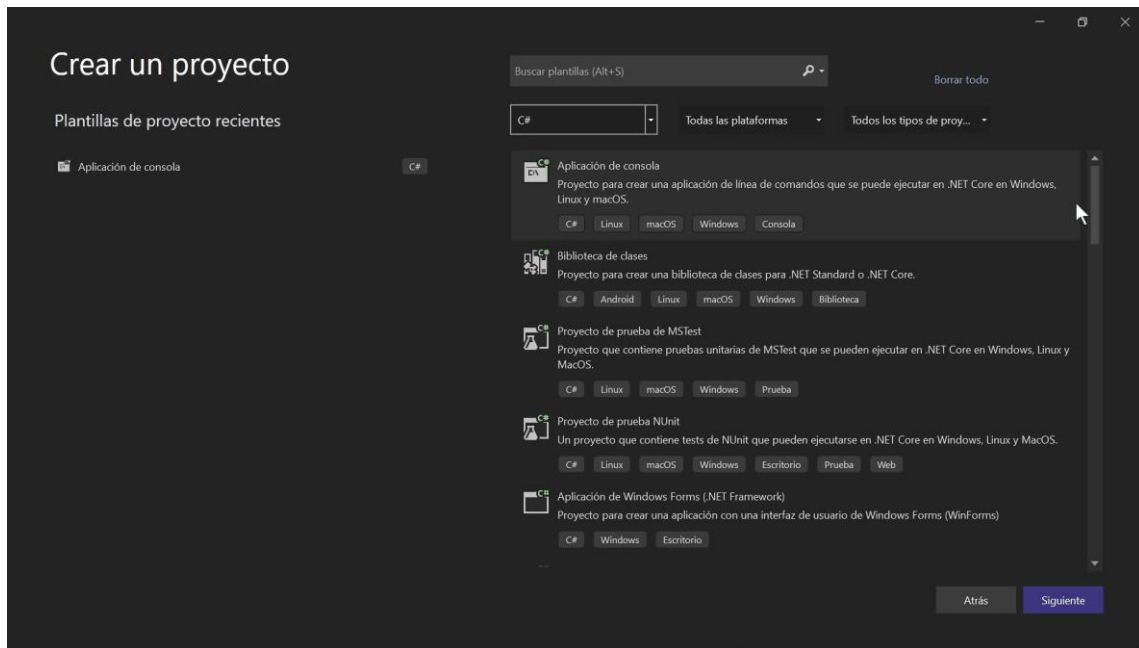 Crear un proyecto
Plantillas de proyecto recientes
Aplicación de consola C#
Buscar plantillas (Alt+S)
Borrar todo
C# Todas las plataformas Todos los tipos de proy...
Aplicación de consola
Proyecto para crear una aplicación de línea de comandos que se puede ejecutar en .NET Core en Windows,
Linux y macOS.
C# Linux macOS Windows Consola
Biblioteca de clases
Proyecto para crear una biblioteca de clases para .NET Standard o .NET Core.
C# Android Linux macOS Windows Biblioteca
Proyecto de prueba de MSTest
Proyecto que contiene pruebas unitarias de MSTest que se pueden ejecutar en .NET Core en Windows, Linux y
MacOS.
C# Linux macOS Windows Prueba
Proyecto de prueba NUnit
Un proyecto que contiene tests de NUnit que pueden ejecutarse en .NET Core en Windows, Linux y MacOS.
C# Linux macOS Windows Escritorio Prueba Web
Aplicación de Windows Forms (.NET Framework)
Proyecto para crear una aplicación con una interfaz de usuario de Windows Forms (WinForms)
C# Windows Escritorio
Atrás Siguiente